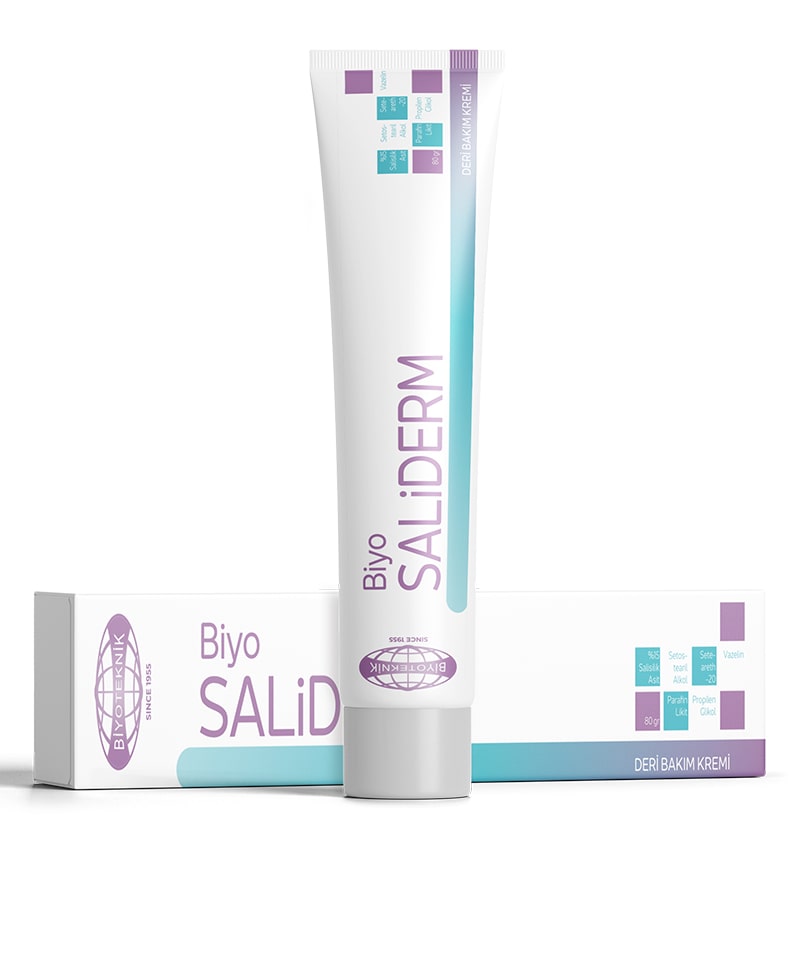 Vazelin
Sete-
areth
-20
Propilen
Glikol
Setos-
tearil
Alkol
Parafin
Likit
%15
Salisilik
Asit
80 gr
DERİ BAKIM KREMİ
Biyo
SALiDERM
BİYOTEKNİK
SINCE 1955
BİYOTEKNİK
SINCE 1955
Biyo
SALiD
%15
Salisilik
Asit
Setos-
tearil
Alkol
Sete-
areth
-20
Vazelin
80 gr
Parafin
Likit
Propilen
Glikol
DERİ BAKIM KREMİ